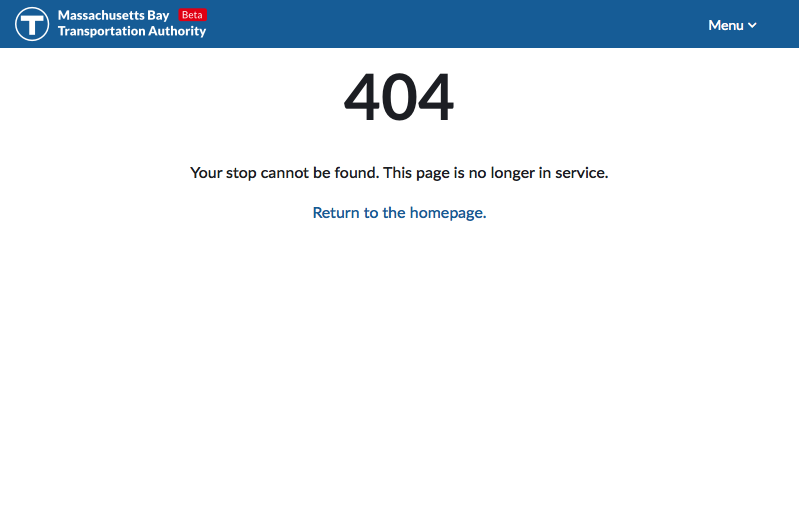 T
Massachusetts Bay Beta
Transportation Authority
Menu
404
Your stop cannot be found. This page is no longer in service.
Return to the homepage.